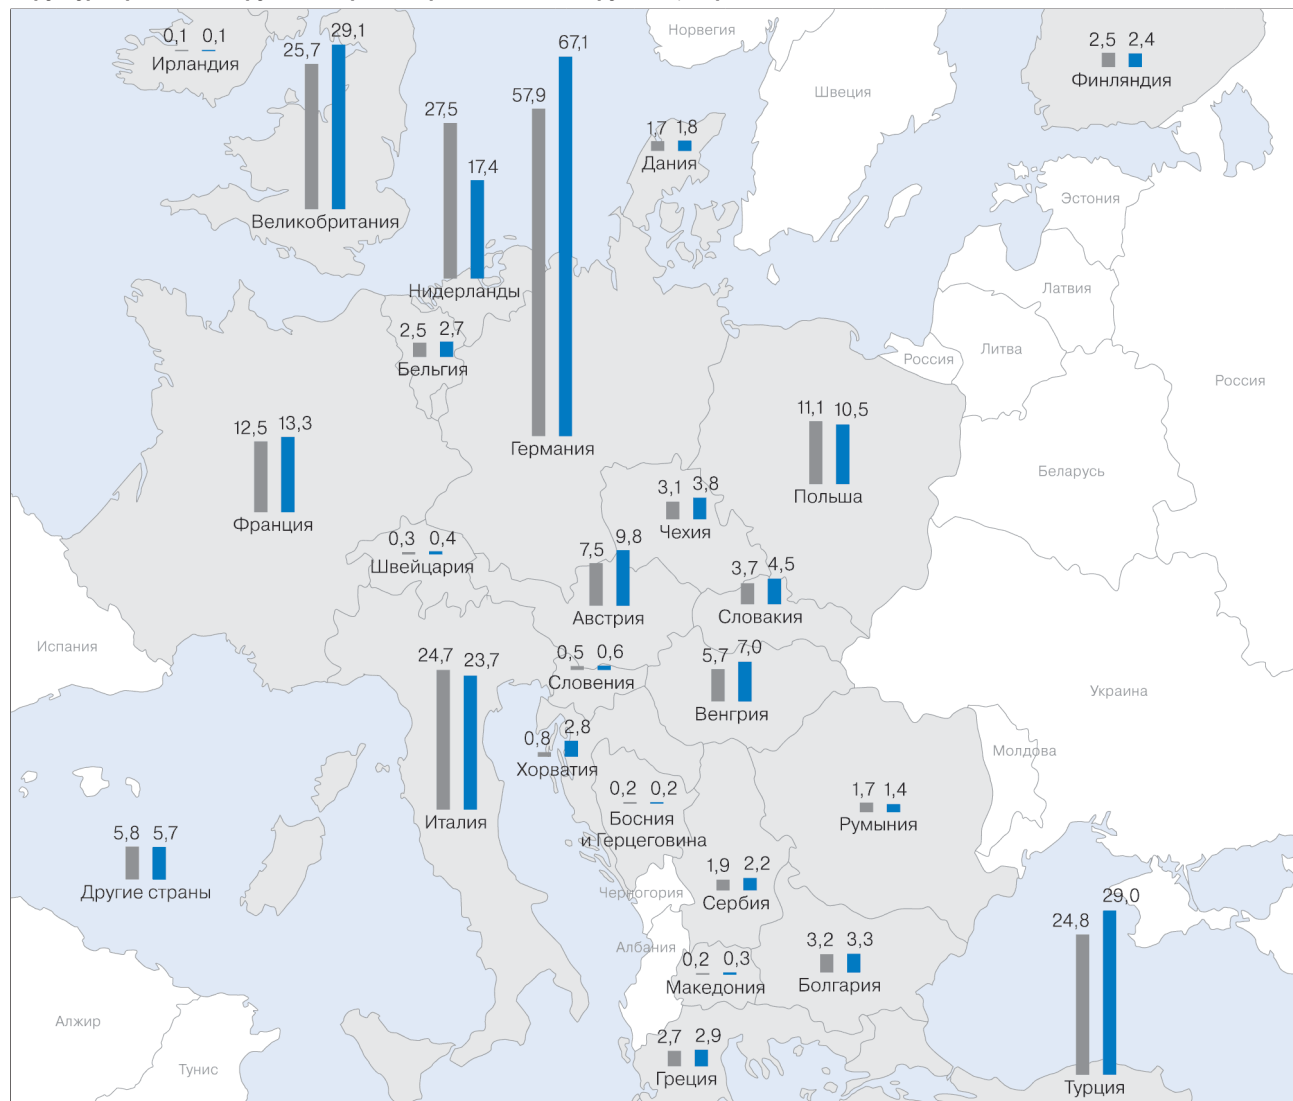 0,1 0,1
Ирландия
25,7 29,1
Великобритания
27,5 17,4
Нидерланды
57,9 67,1
Германия
Норвегия
Швеция
2,5 2,4
Финляндия
1,7 1,8
Дания
Эстония
Латвия
Литва
Россия
Россия
Беларусь
2,5 2,7
Бельгия
12,5 13,3
Франция
11,1 10,5
Польша
3,1 3,8
Чехия
0,3 0,4
Швейцария
7,5 9,8
Австрия
3,7 4,5
Словакия
Испания
24,7 23,7
Италия
0,5 0,6
Словения
5,7 7,0
Венгрия
Украина
Молдова
0,8 2,8
Хорватия
0,2 0,2
Босния
и Герцеговина
1,7 1,4
Румыния
5,8 5,7
Другие страны
Черногория
1,9 2,2
Сербия
Албания
0,2 0,3
Македония
3,2 3,3
Болгария
24,8 29,0
Турция
Алжир
Тунис
2,7 2,9
Греция